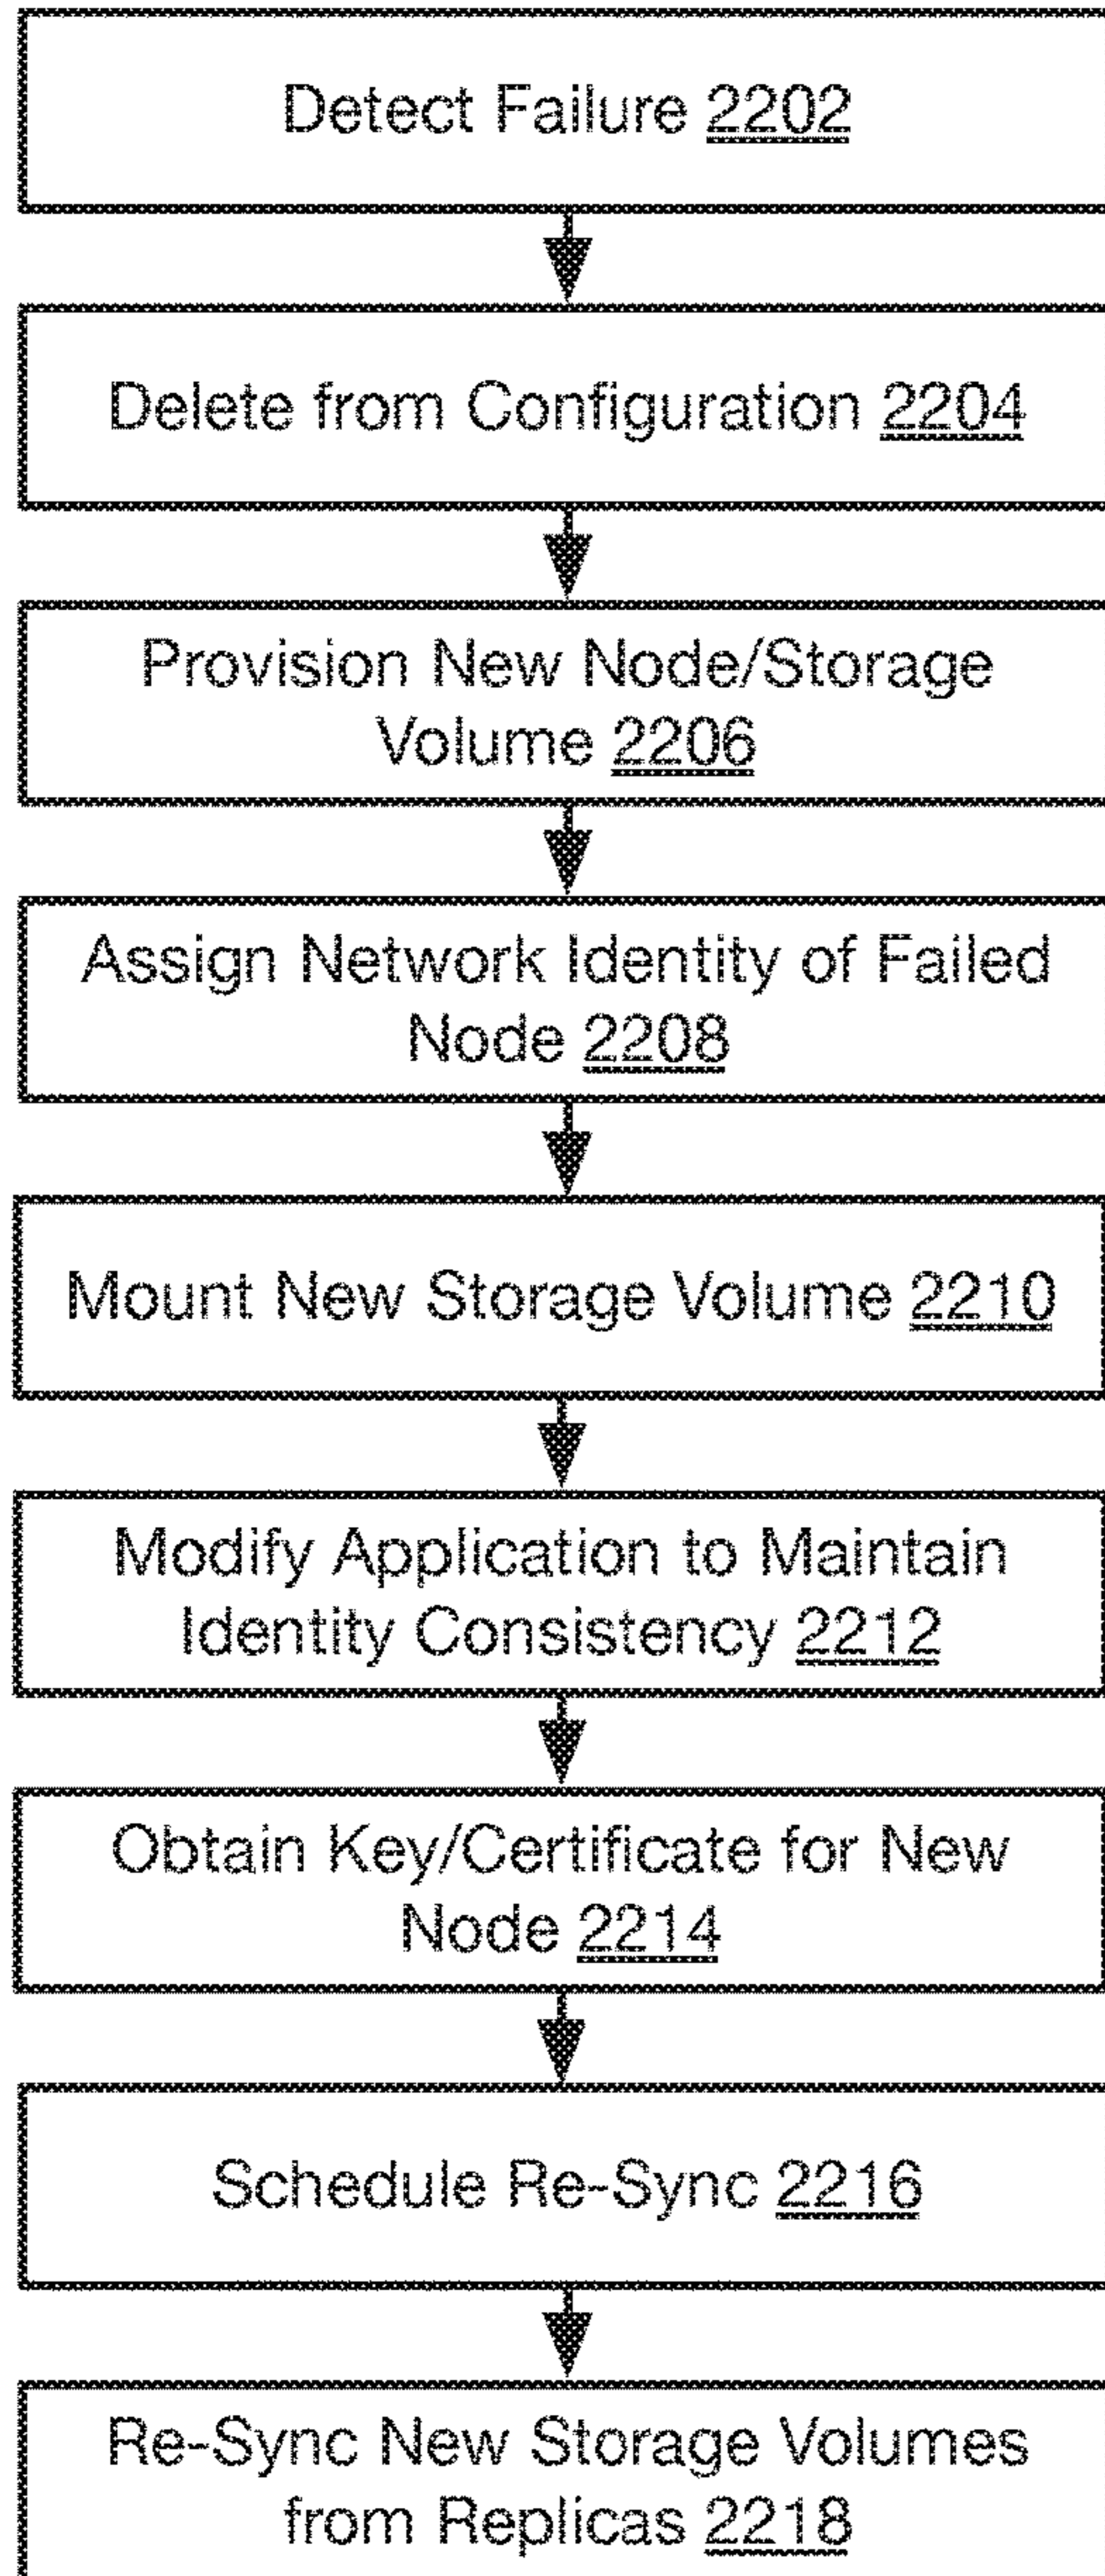 Detect Failure 2202
Delete from Configuration 2204
Provision New Node/Storage
Volume 2206
Assign Network Identity of Failed
Node 2208
Mount New Storage Volume 2210
Modify Application to Maintain
Identity Consistency 2212
Obtain Key/Certificate for New
Node 2214
Schedule Re-Sync 2216
Re-Sync New Storage Volumes
from Replicas 2218